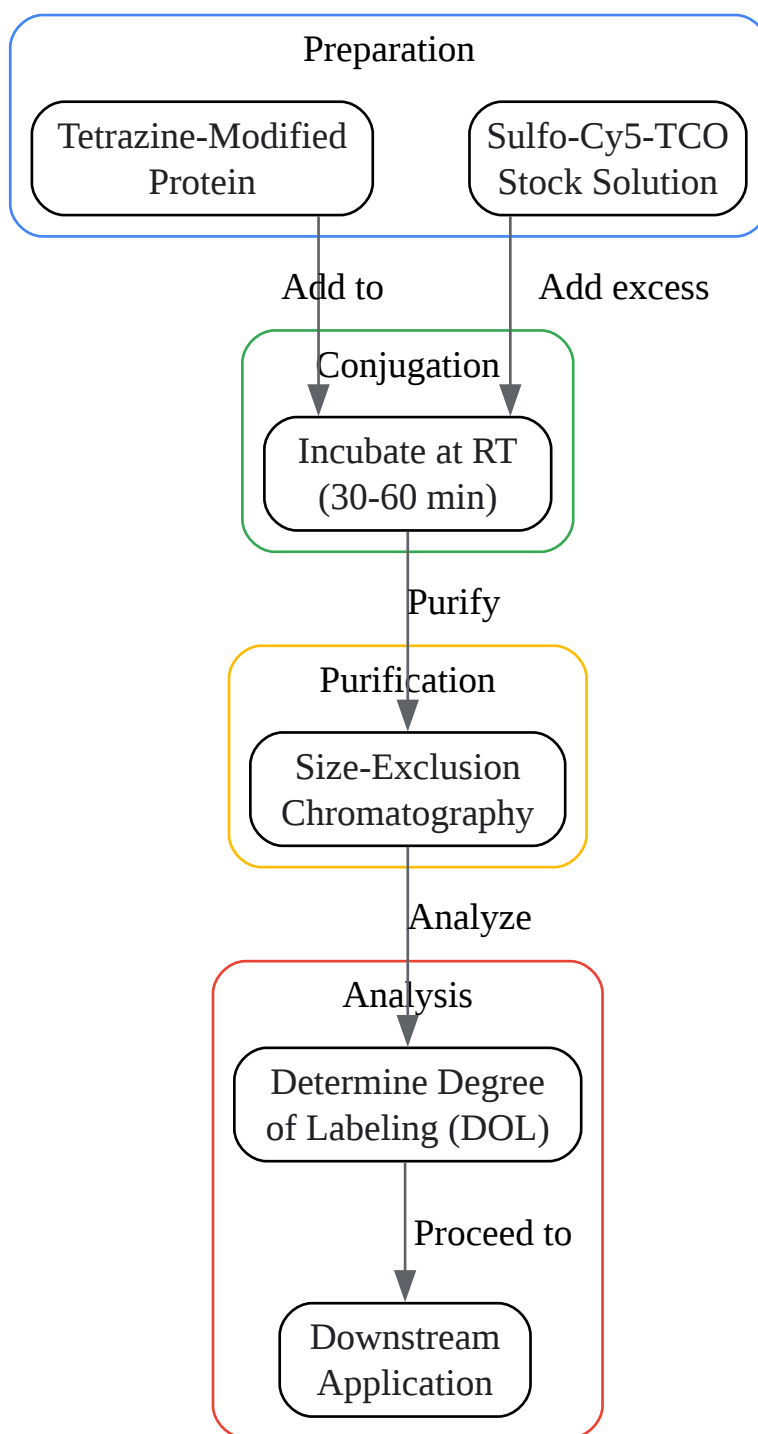 Preparation
Tetrazine-Modified
Protein
Sulfo-Cy5-TCO
Stock Solution
Add to
Add excess
Conjugation
Incubate at RT
(30-60 min)
Purify
Purification
Size-Exclusion
Chromatography
Analyze
Analysis
Determine Degree
of Labeling (DOL)
Proceed to
Downstream
Application